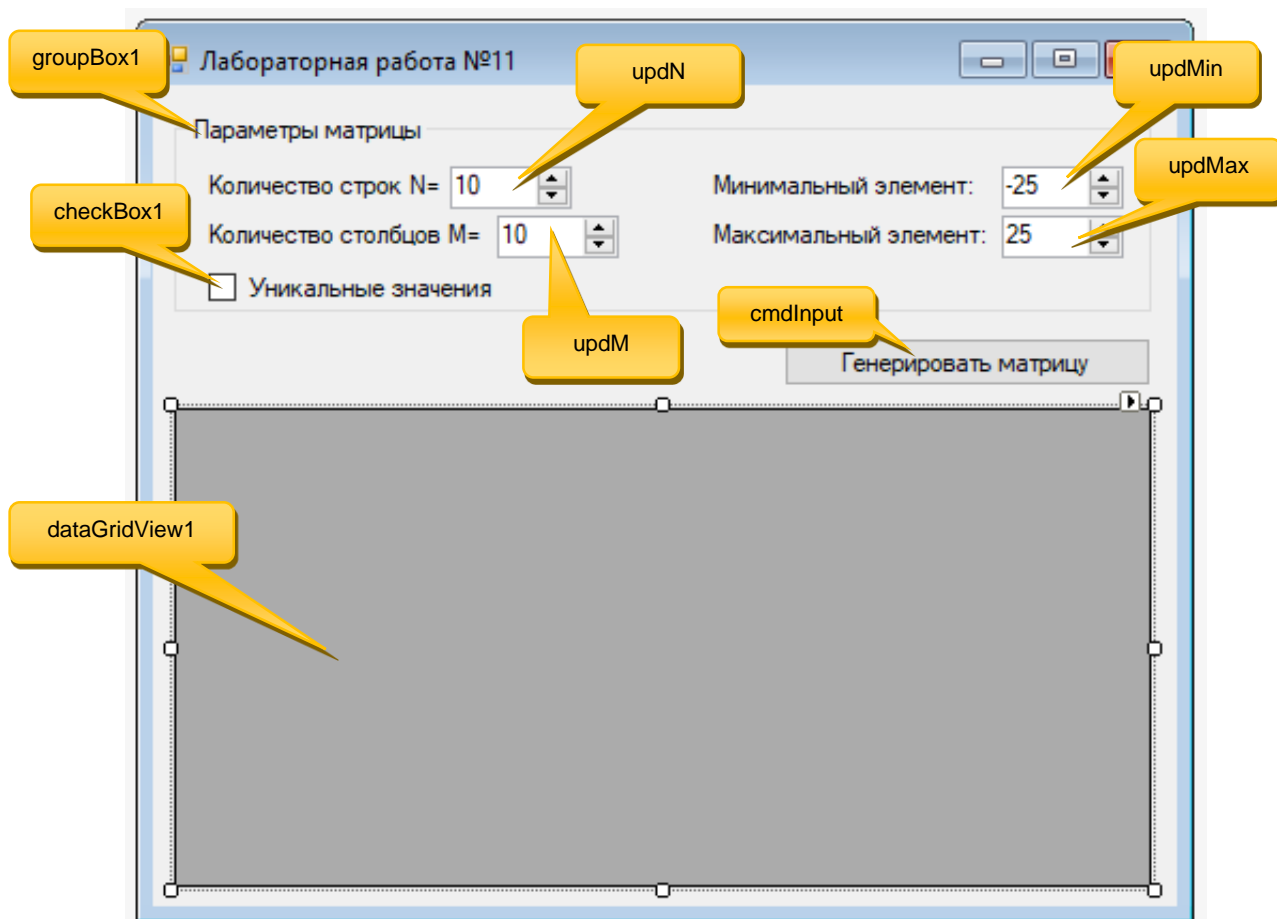 groupBox1
Лабораторная работа №11
updN
updMin
Параметры матрицы
updMax
Количество строк N= 10
Минимальный элемент: -25
checkBox1
Количество столбцов M= 10
Максимальный элемент: 25
Уникальные значения
cmdInput
updM
Генерировать матрицу
dataGridView1